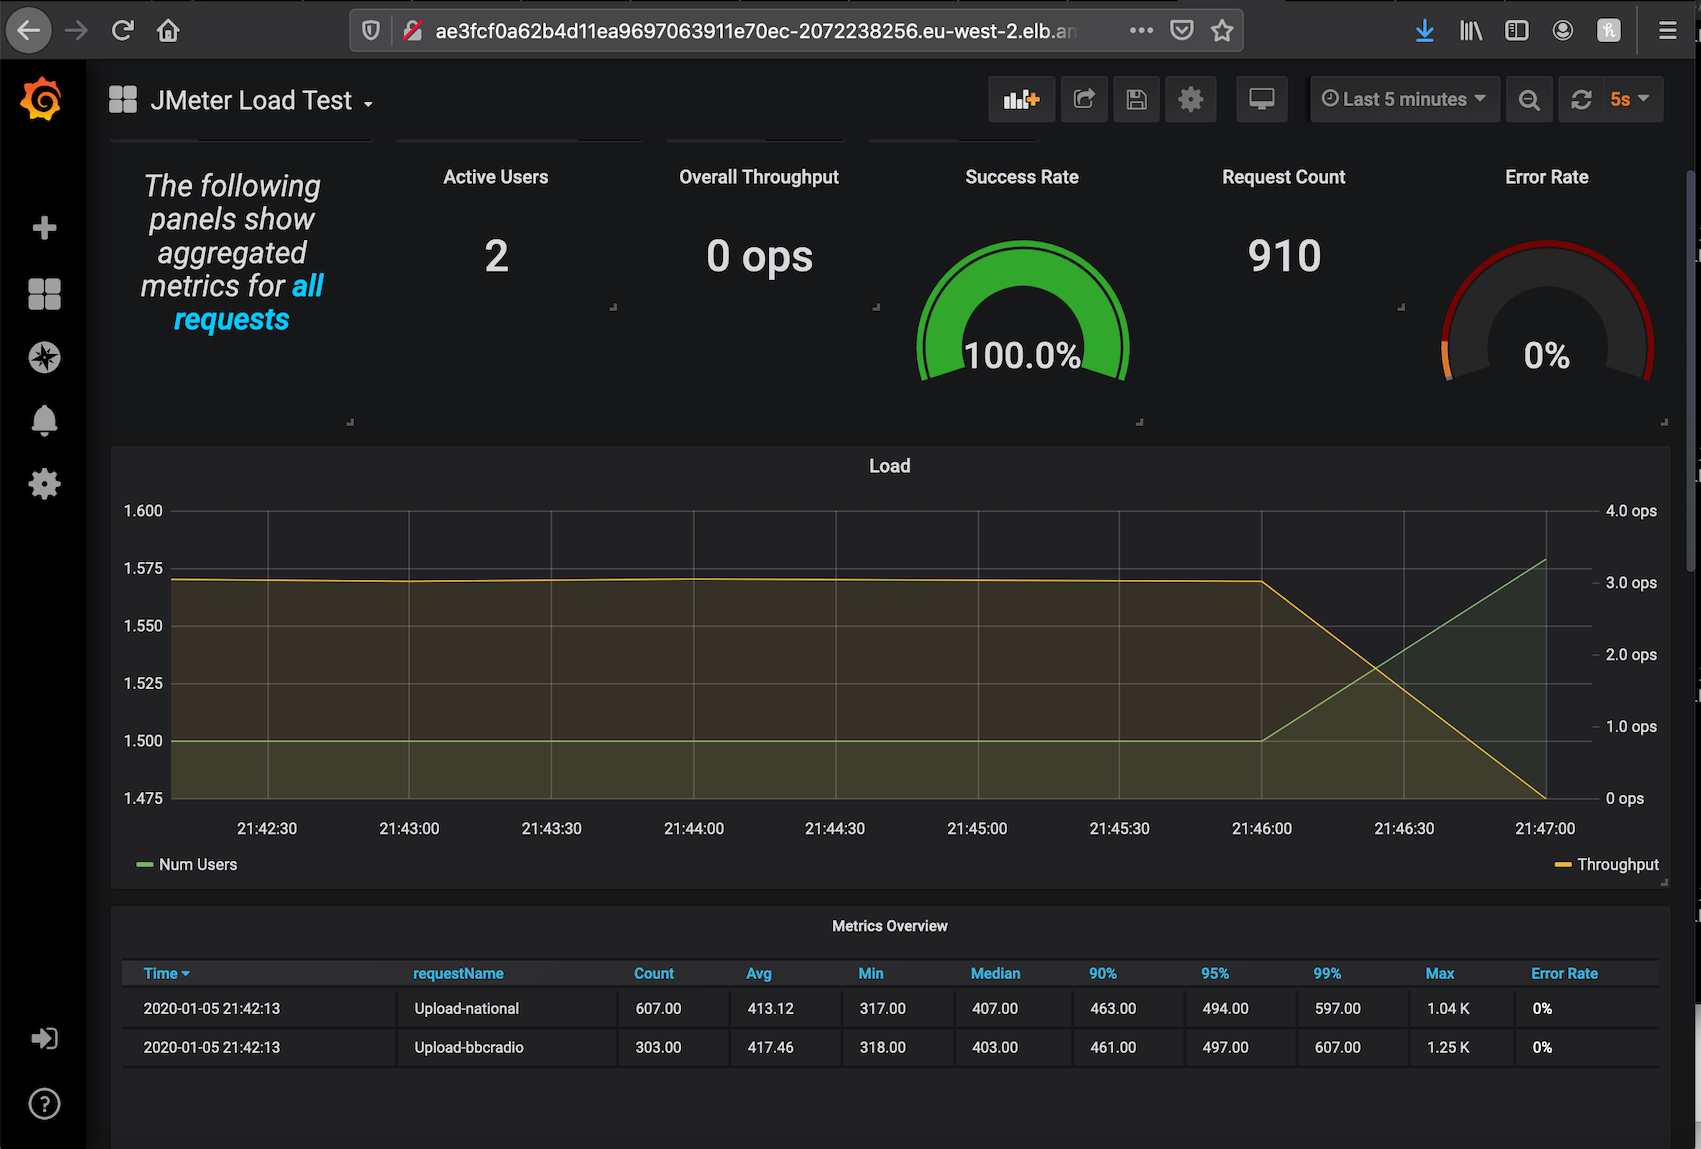 ae3fcf0a62b4d11ea9697063911e70ec-2072238256.eu-west-2.elb.am
JMeter Load Test
Last 5 minutes
5s
The following
panels show
aggregated
metrics for all
requests
Active Users
2
Overall Throughput
0 ops
Success Rate
100.0%
Request Count
910
Error Rate
0%
Load
1.600
1.575
1.550
1.525
1.500
1.475
4.0 ops
3.0 ops
2.0 ops
1.0 ops
0 ops
21:42:30 21:43:00 21:43:30 21:44:00 21:44:30 21:45:00 21:45:30 21:46:00 21:46:30 21:47:00
Num Users
Throughput
Metrics Overview
Time requestName Count Avg Min Median 90% 95% 99% Max Error Rate
2020-01-05 21:42:13 Upload-national 607.00 413.12 317.00 407.00 463.00 494.00 597.00 1.04 K 0%
2020-01-05 21:42:13 Upload-bbcradio 303.00 417.46 318.00 403.00 461.00 497.00 607.00 1.25 K 0%